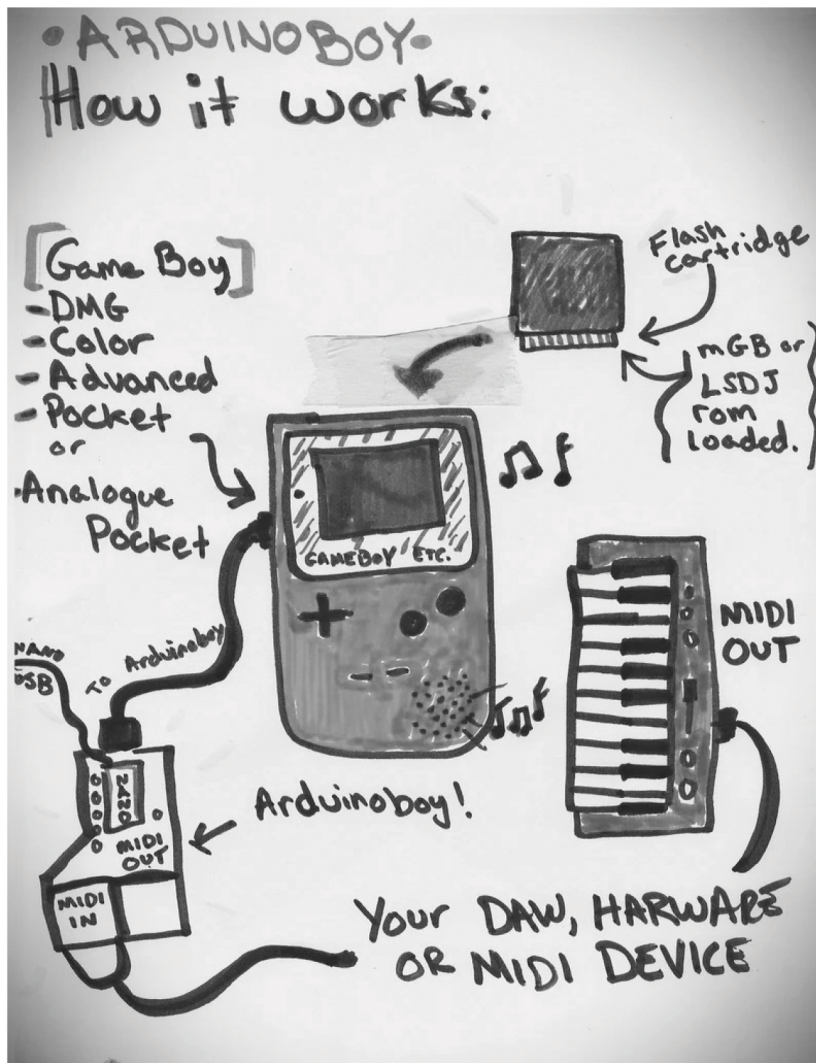 • ARDUINOBOY •
How it works:
[Game Boy]
- DMG
- Color
- Advanced
- Pocket
or
• Analogue
Pocket
Flash
cartridge
mGB or
LSDJ
rom
loaded.
GAMEBOY ETC.
MIDI
OUT
NANO
USB
TO Arduinoboy
Arduinoboy!
MIDI
OUT
MIDI
IN
Your DAW, HARWARE
OR MIDI DEVICE